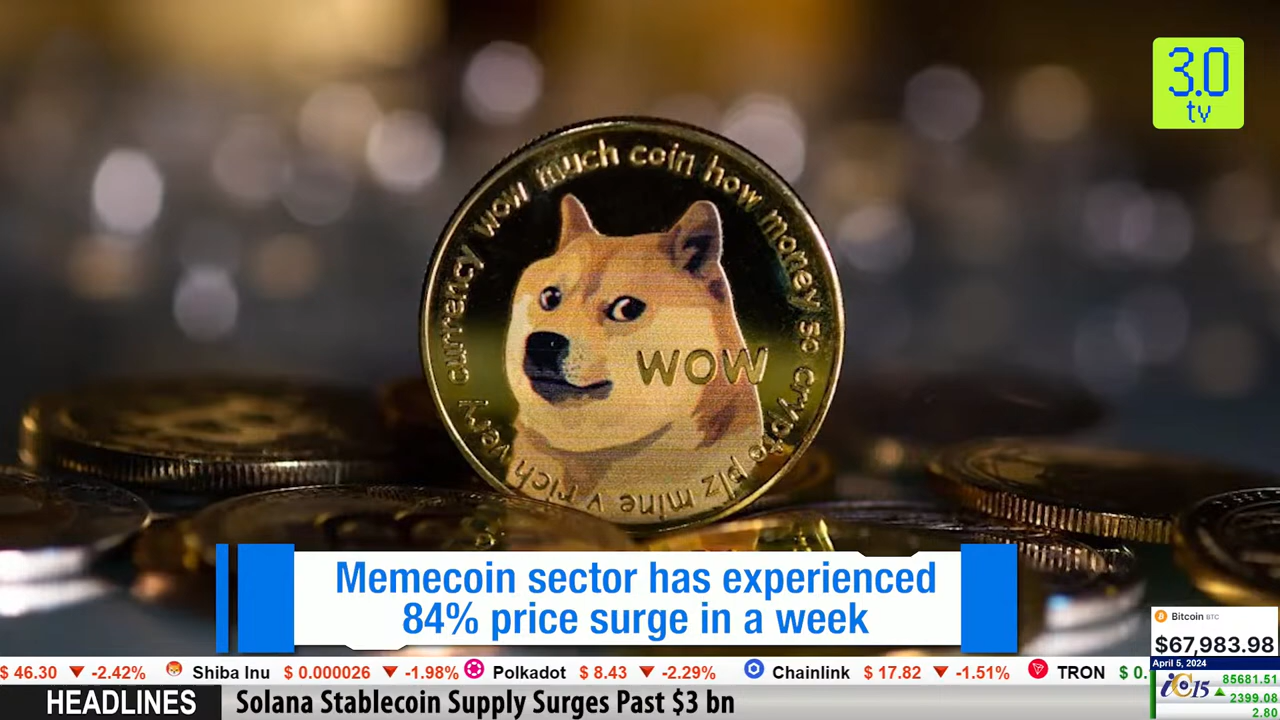 3.0
tv
currency wow much coin how money so crypto plz mine v rich very
WOW
Memecoin sector has experienced
84% price surge in a week
Bitcoin BTC
$67,983.98
$ 46.30 ▼ -2.42% Shiba Inu $ 0.000026 ▼ -1.98% Polkadot $ 8.43 ▼ -2.29% Chainlink $ 17.82 ▼ -1.51% TRON $ 0.
April 5, 2024
HEADLINES Solana Stablecoin Supply Surges Past $3 bn
IC15 ▲ 85681.51
2399.08
2.80